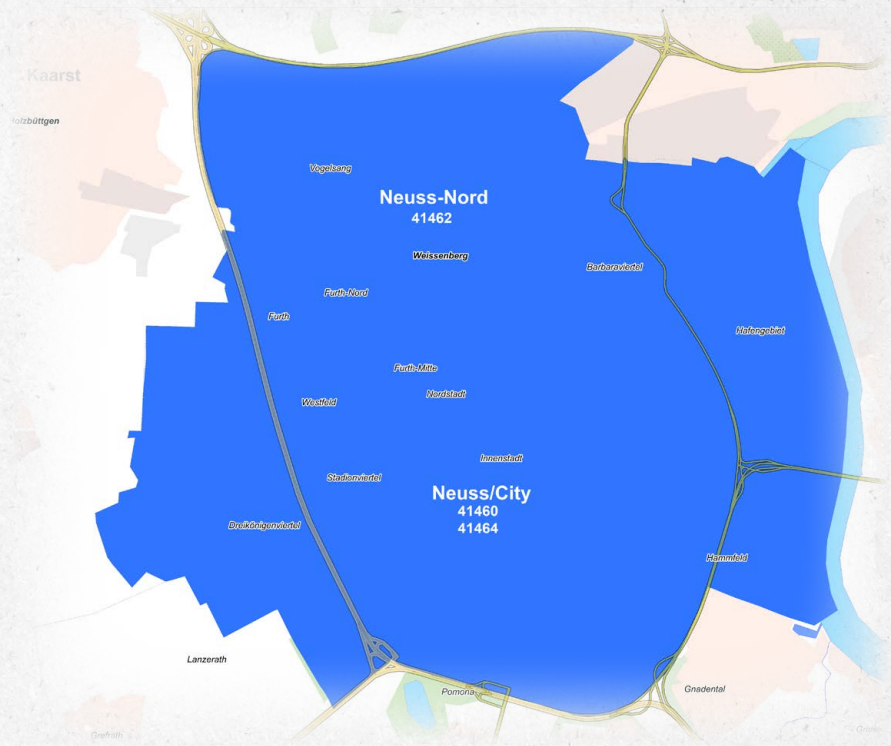 Kaarst
Vogelsang
Neuss-Nord
41462
Weissenberg
Barbaraviertel
Furth-Nord
Furth
Hafengebiet
Furth-Mitte
Nordstadt
Westfeld
Innenstadt
Stadionviertel
Neuss/City
41460
41464
Dreikönigenviertel
Hammfeld
Lanzerath
Pomona
Gnadental